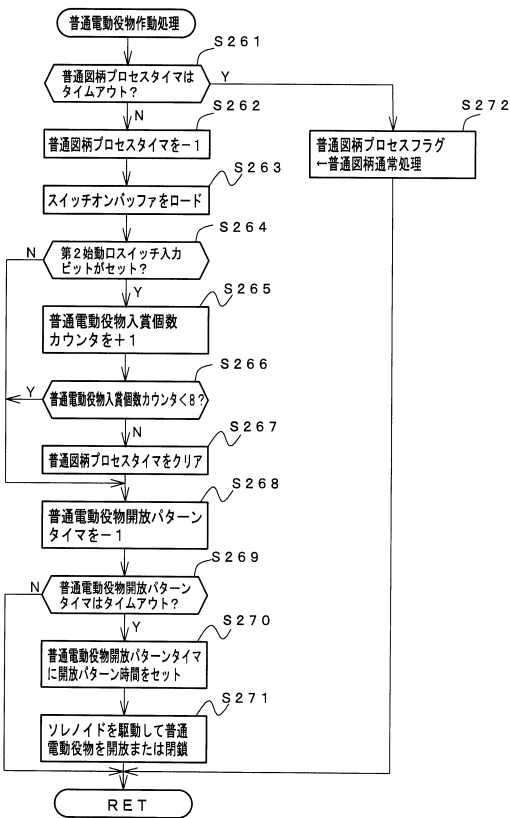 普通電動役物作動処理
S261
普通図柄プロセスタイマは
タイムアウト?
Y
N
S262
普通図柄プロセスタイマを−1
S272
普通図柄プロセスフラグ
←普通図柄通常処理
S263
スイッチオンバッファをロード
S264
第2始動口スイッチ入力
ビットがセット?
N
Y
S265
普通電動役物入賞個数
カウンタを+1
S266
普通電動役物入賞個数カウンタ<8?
Y
N
S267
普通図柄プロセスタイマをクリア
S268
普通電動役物開放パターン
タイマを−1
S269
普通電動役物開放パターン
タイマはタイムアウト?
N
Y
S270
普通電動役物開放パターンタイマ
に開放パターン時間をセット
S271
ソレノイドを駆動して普通
電動役物を開放または閉鎖
RET